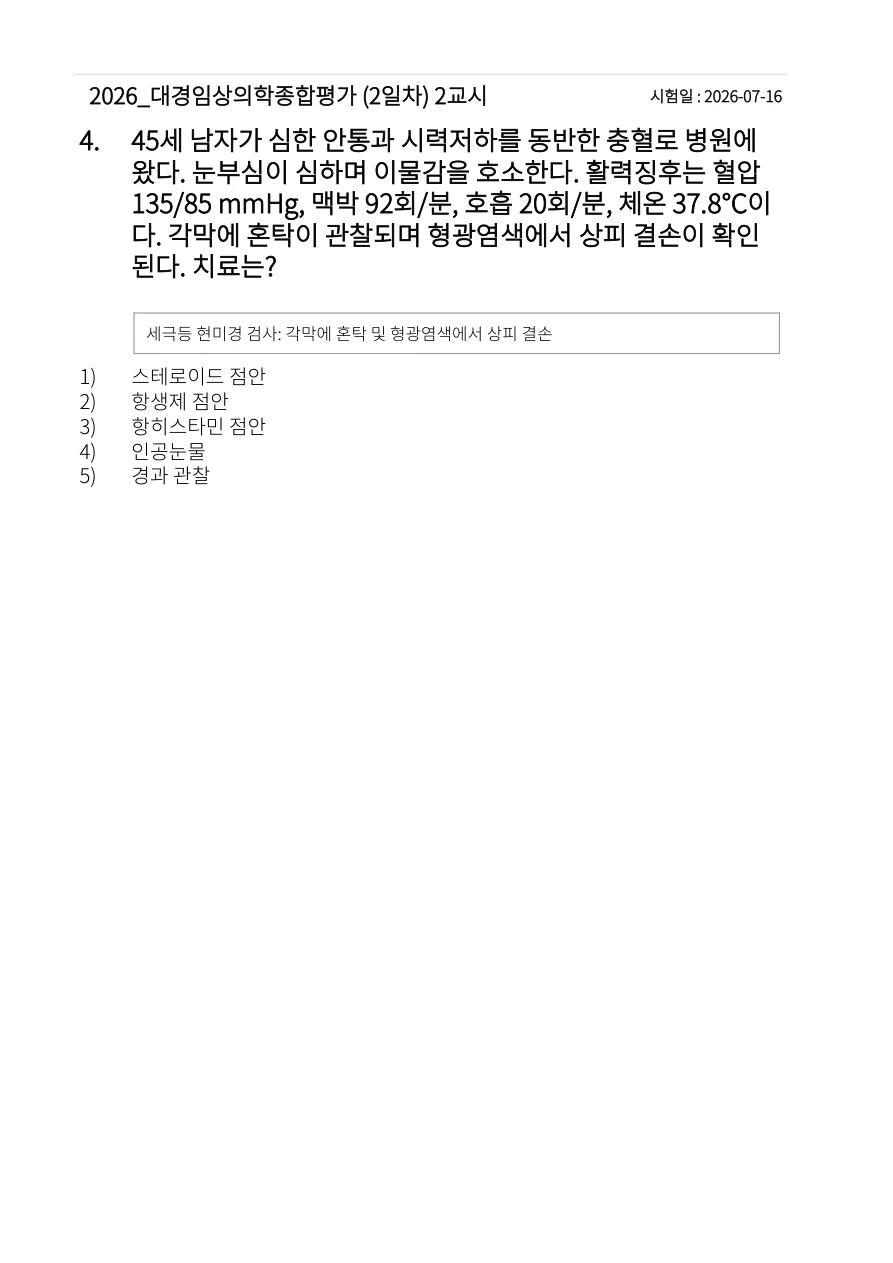 2026_대경임상의학종합평가 (2일차) 2교시
시험일 : 2026-07-16
4. 45세 남자가 심한 안통과 시력저하를 동반한 충혈로 병원에
왔다. 눈부심이 심하며 이물감을 호소한다. 활력징후는 혈압
135/85 mmHg, 맥박 92회/분, 호흡 20회/분, 체온 37.8℃이
다. 각막에 혼탁이 관찰되며 형광염색에서 상피 결손이 확인
된다. 치료는?
세극등 현미경 검사: 각막에 혼탁 및 형광염색에서 상피 결손
1) 스테로이드 점안
2) 항생제 점안
3) 항히스타민 점안
4) 인공눈물
5) 경과 관찰